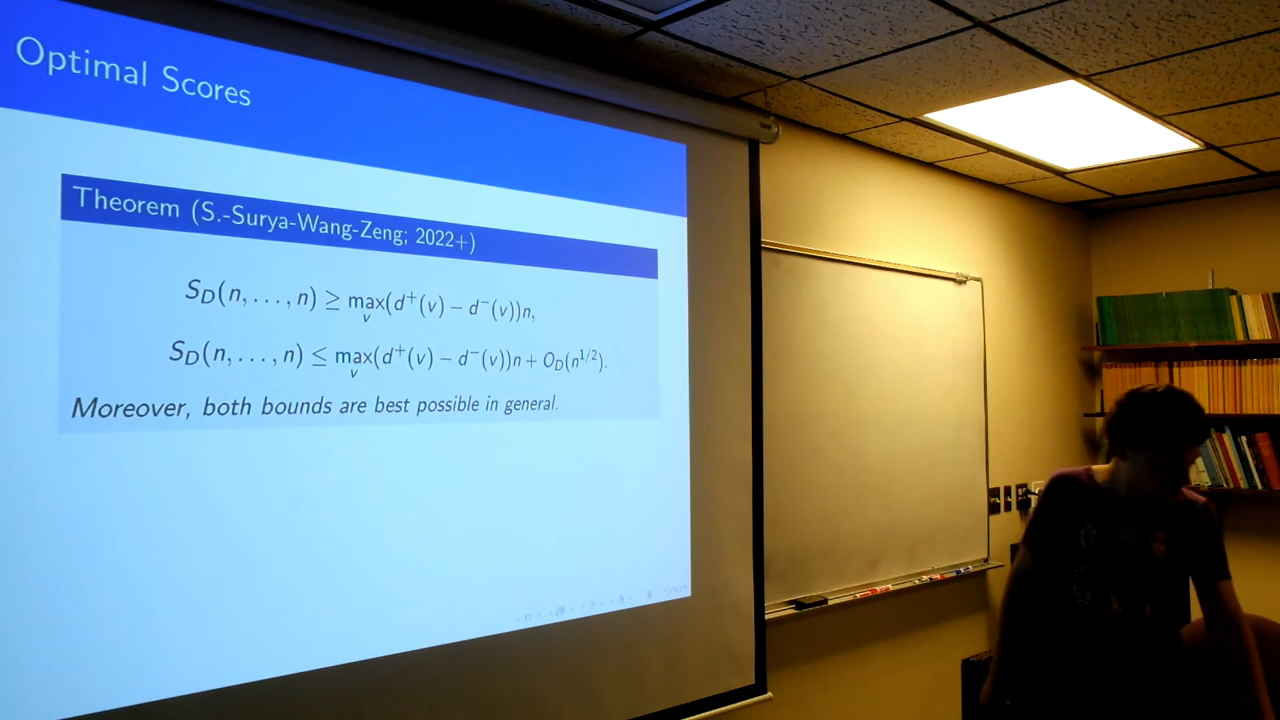 Optimal Scores
Theorem (S.-Surya-Wang-Zeng; 2022+)
S_D(n, . . . , n) ≥ max_v(d⁺(v) − d⁻(v))n,
S_D(n, . . . , n) ≤ max_v(d⁺(v) − d⁻(v))n + O_D(n^{1/2}).
Moreover, both bounds are best possible in general.